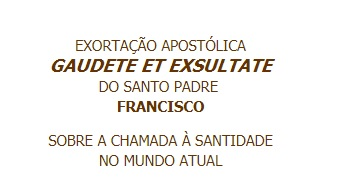 EXORTAÇÃO APOSTÓLICA
GAUDETE ET EXSULTATE
DO SANTO PADRE
FRANCISCO
SOBRE A CHAMADA À SANTIDADE
NO MUNDO ATUAL